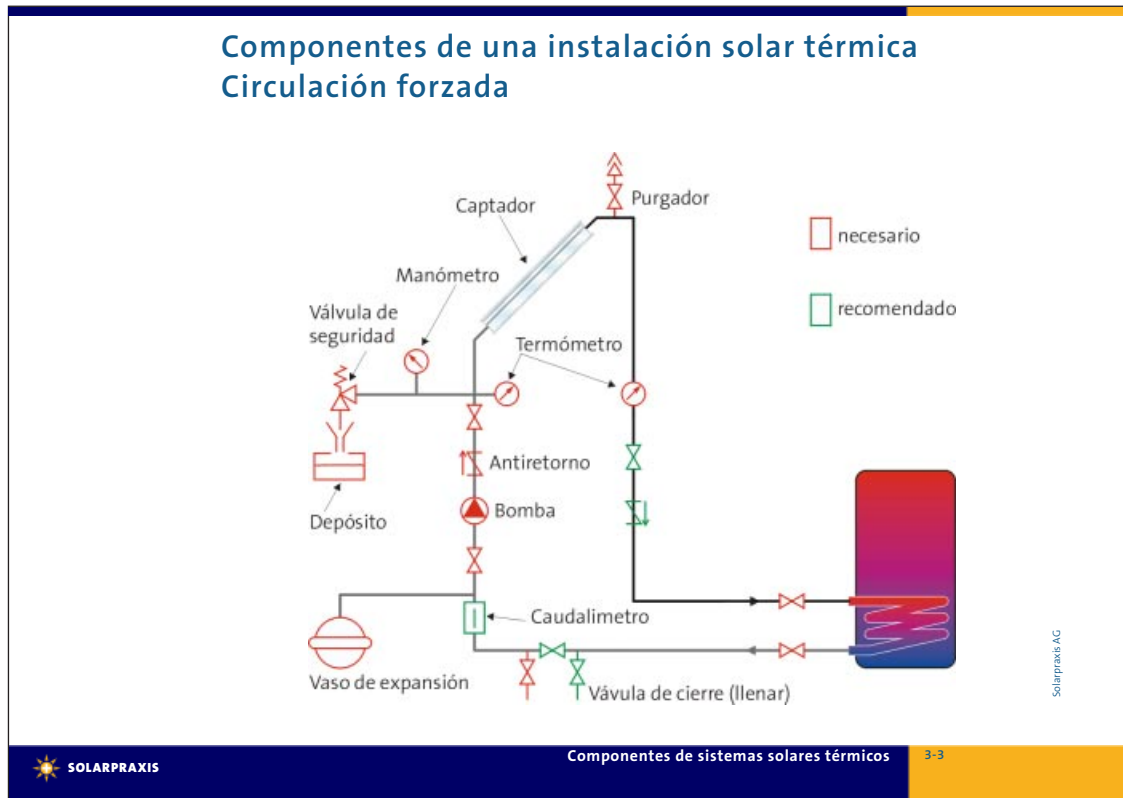 Componentes de una instalación solar térmica
Circulación forzada
Purgador
Captador
necesario
Manómetro
recomendado
Válvula de
seguridad
Termómetro
Antiretorno
Bomba
Depósito
Caudalimetro
Vaso de expansión
Vávula de cierre (llenar)
Solarpraxis AG
SOLARPRAXIS
Componentes de sistemas solares térmicos
3-3